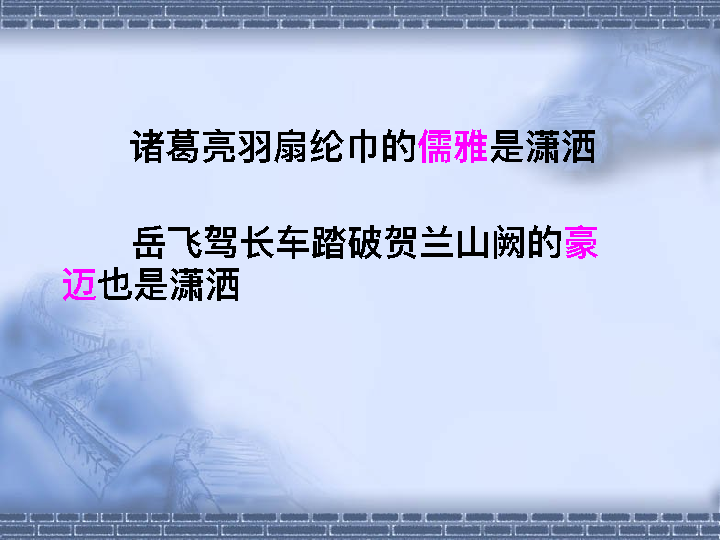 诸葛亮羽扇纶巾的儒雅是潇洒
岳飞驾长车踏破贺兰山阙的豪
迈也是潇洒